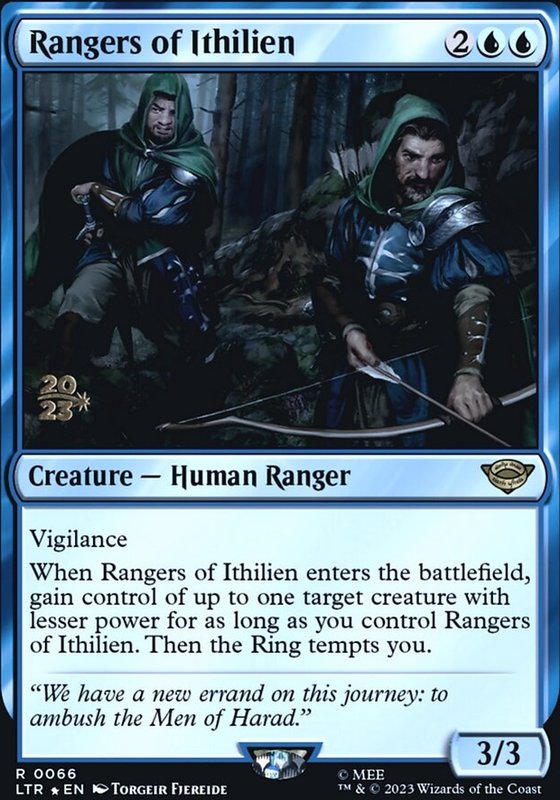 Rangers of Ithilien 2
20
23
Creature — Human Ranger
Vigilance
When Rangers of Ithilien enters the battlefield,
gain control of up to one target creature with
lesser power for as long as you control Rangers
of Ithilien. Then the Ring tempts you.
“We have a new errand on this journey: to
ambush the Men of Harad.”
3/3
R 0066
LTR ★ EN Torgeir Fjereide
© MEE
™ & © 2023 Wizards of the Coast